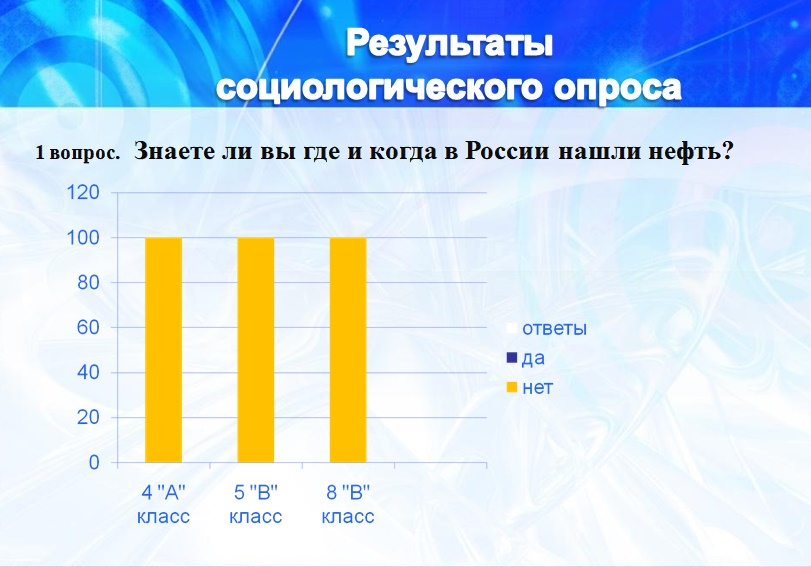 Результаты
социологического опроса
1 вопрос. Знаете ли вы где и когда в России нашли нефть?
120
100
80
60
40
20
0
4 "А" класс
5 "В" класс
8 "В" класс
ответы
да
нет